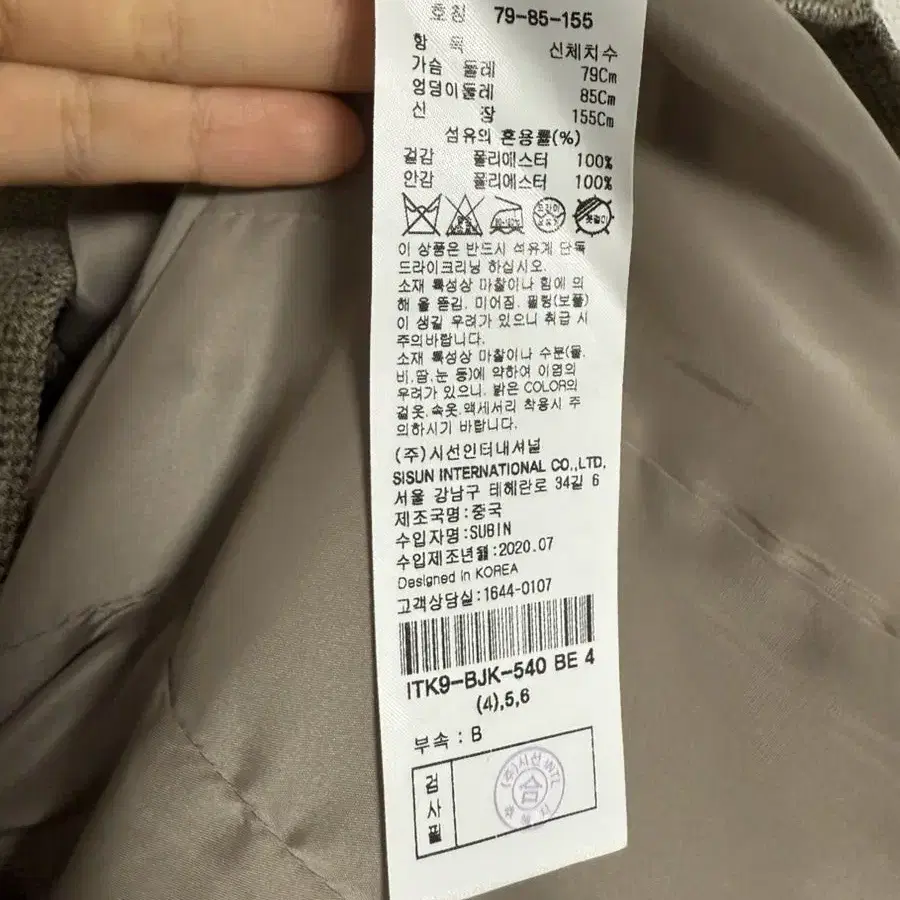 호칭 79-85-155
항 목 신체치수
가슴 둘레 79Cm
엉덩이둘레 85Cm
신 장 155Cm
섬유의 혼용률(%)
겉감 폴리에스터 100%
안감 폴리에스터 100%
옷걸이
이 상품은 반드시 석유계 단독
드라이크리닝 하십시오.
소재 특성상 마찰이나 힘에 의
해 올 뜯김, 미어짐, 필링(보풀)
이 생길 우려가 있으니 취급 시
주의바랍니다.
소재 특성상 마찰이나 수분(물,
비,땀,눈 등)에 약하여 이염의
우려가 있으니, 밝은 COLOR의
겉옷,속옷,액세서리 착용시 주
의하시기 바랍니다.
(주)시선인터내셔널
SISUN INTERNATIONAL CO.,LTD,
서울 강남구 테헤란로 34길 6
제조국명:중국
수입자명:SUBIN
수입제조년월:2020.07
Designed in KOREA
고객상담실:1644-0107
ITK9-BJK-540 BE 4
(4),5,6
부속 : B
검사필
(주)시선 INTL
合